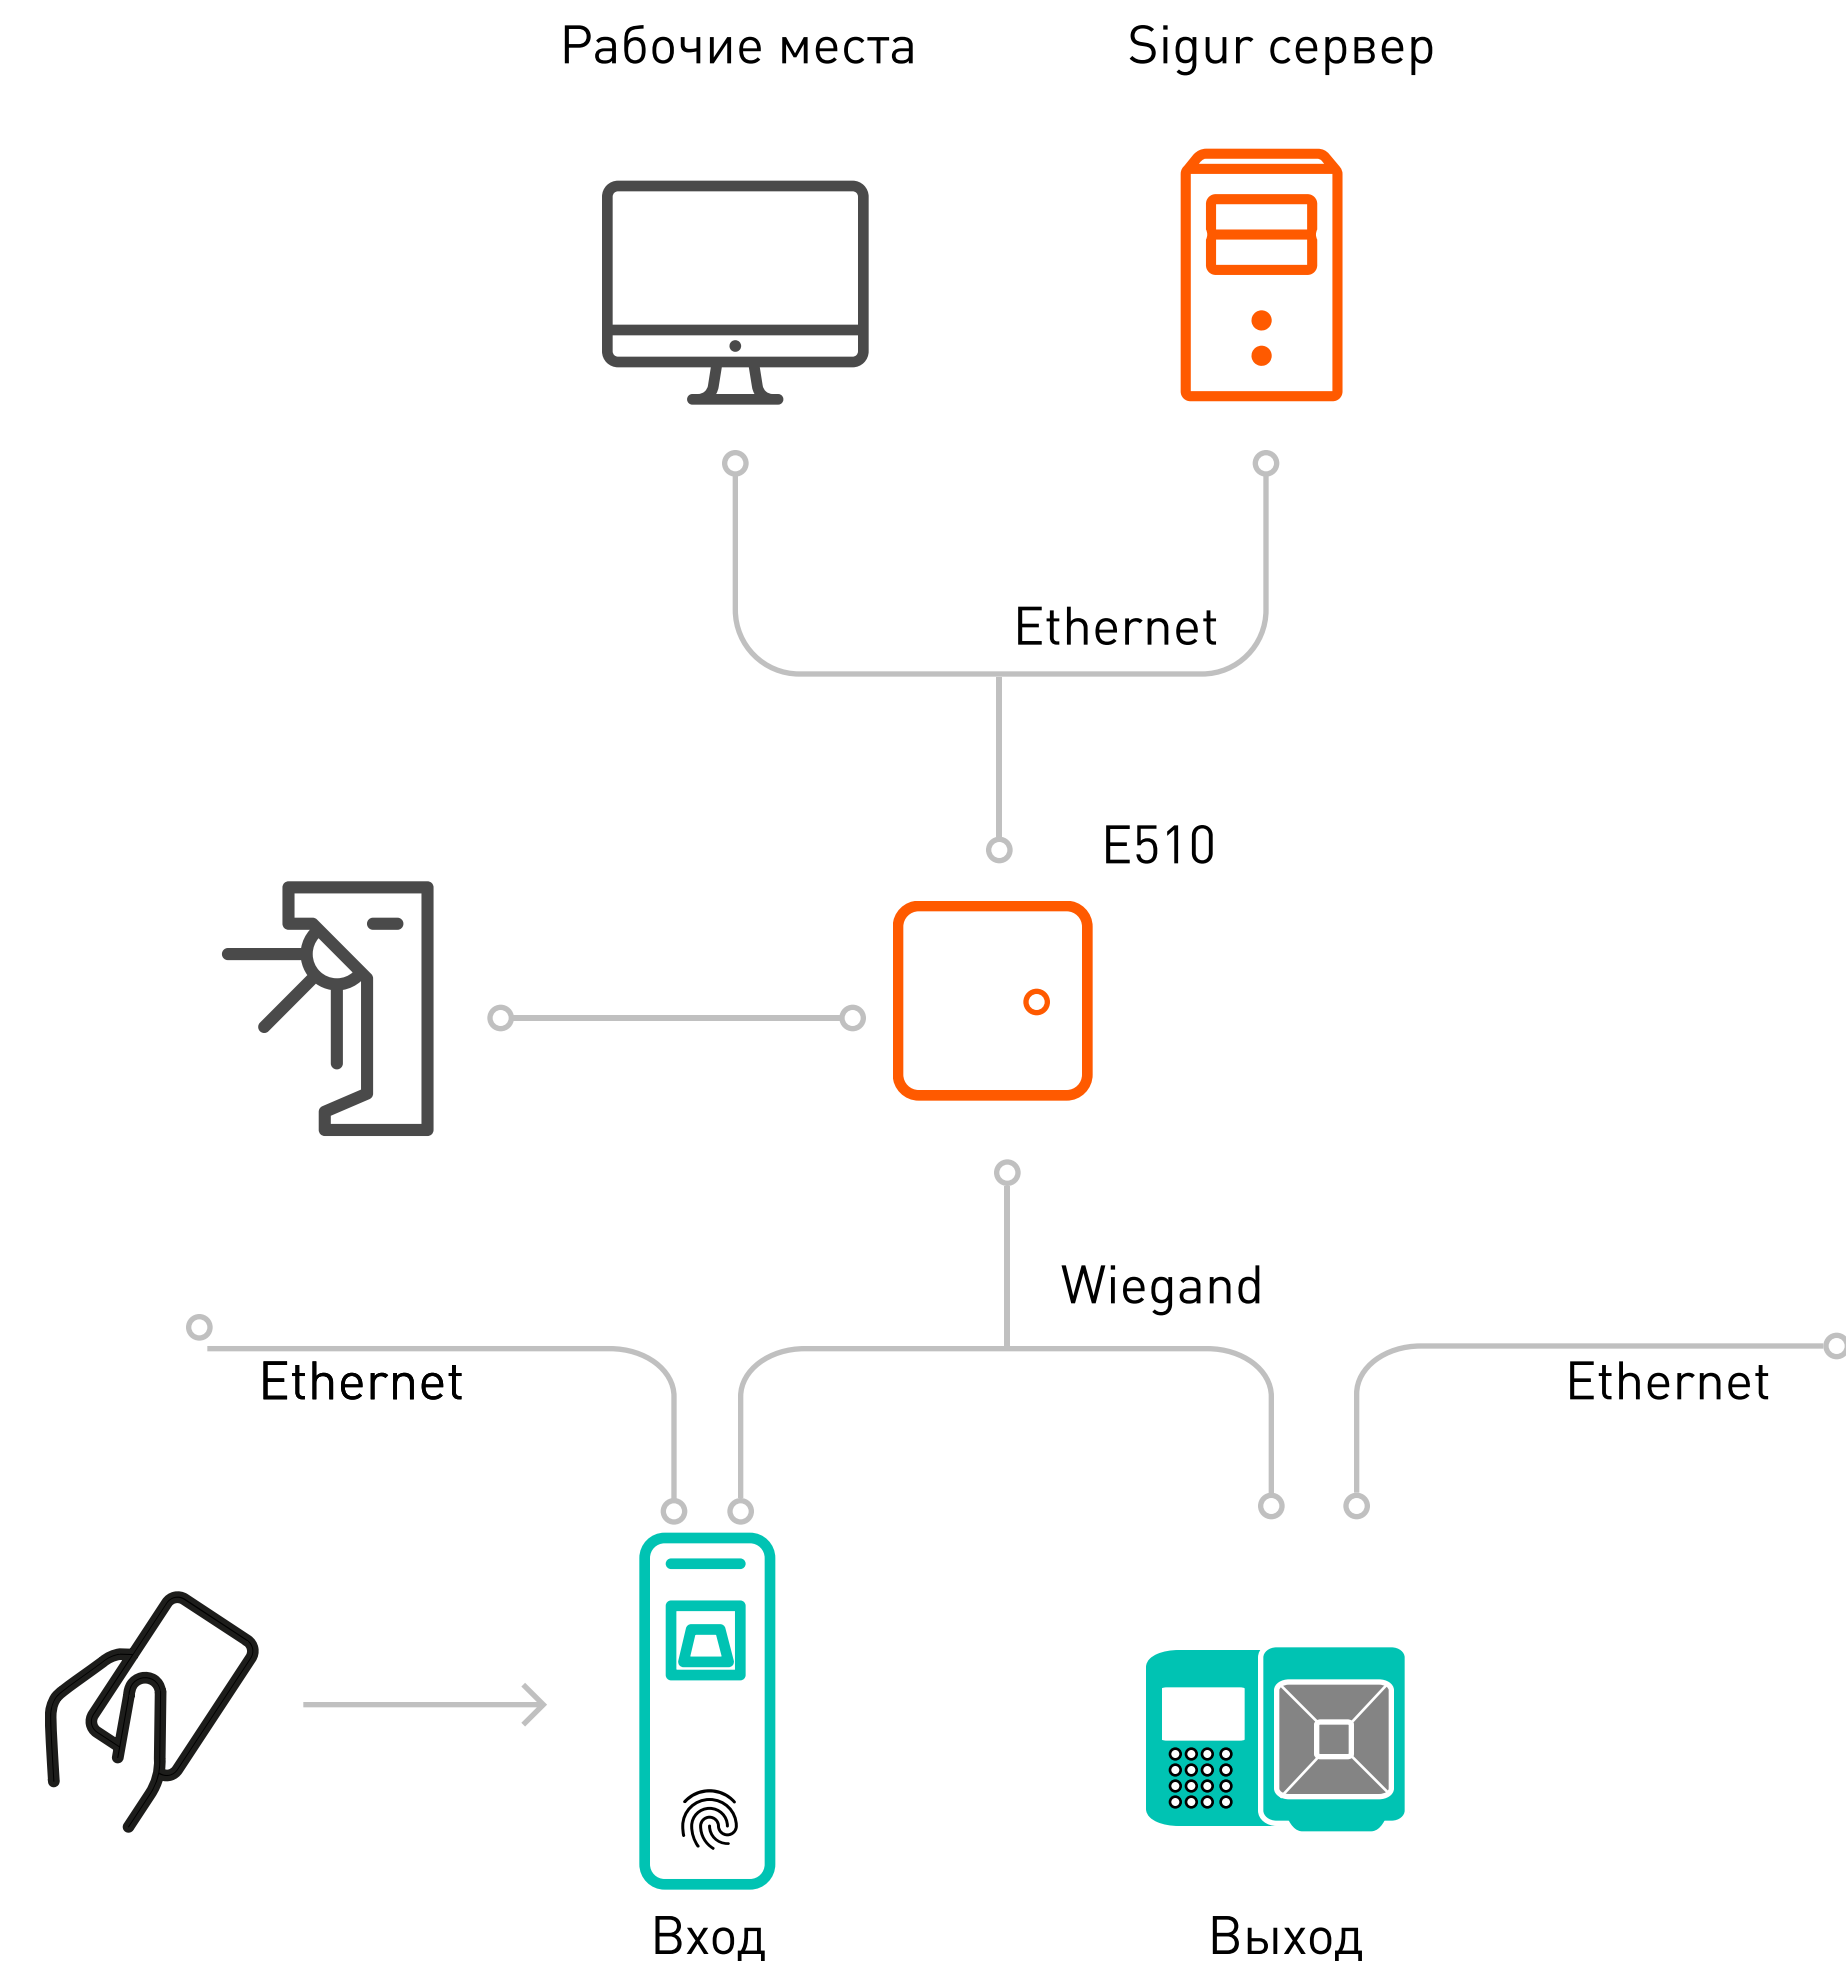 Рабочие места
Sigur сервер
Ethernet
E510
Wiegand
Ethernet
Ethernet
Вход
Выход